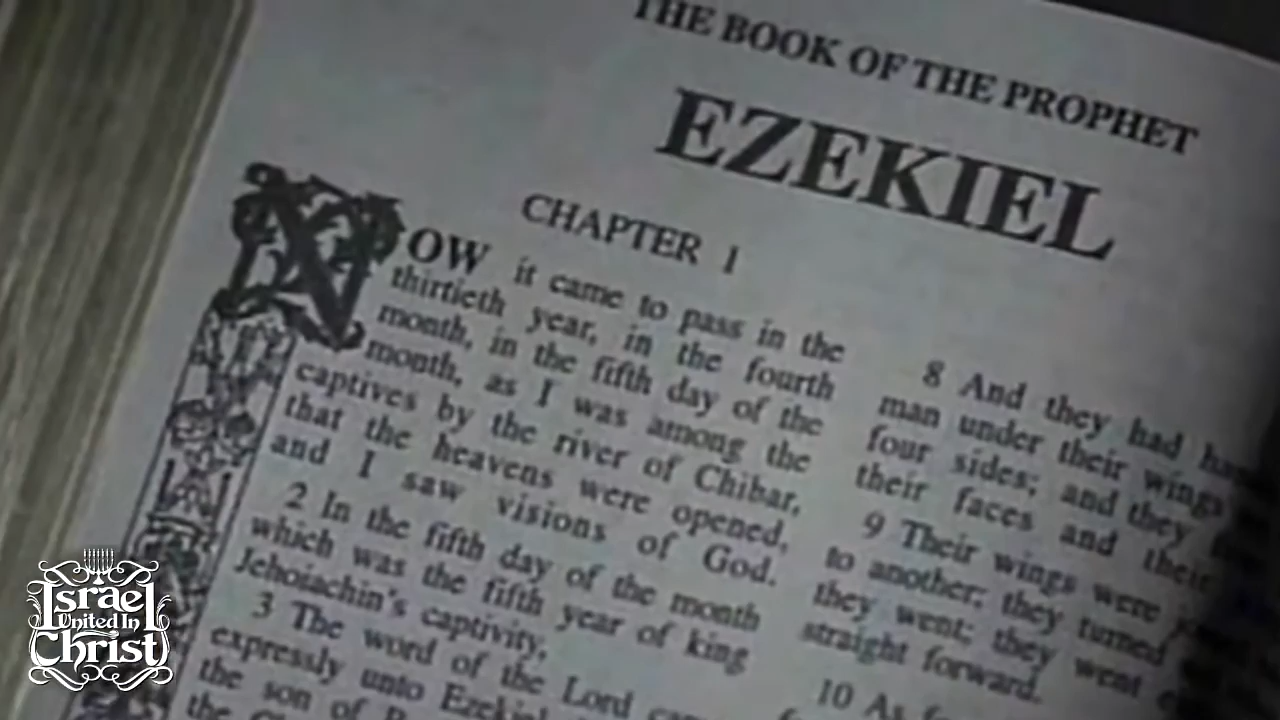 THE BOOK OF THE PROPHET
EZEKIEL
CHAPTER 1
NOW it came to pass in the
thirtieth year, in the fourth
month, in the fifth day of the
month, as I was among the
captives by the river of Chibar,
that the heavens were opened,
and I saw visions of God.
2 In the fifth day of the month
which was the fifth year of king
Jehoiachin's captivity,
3 The word of the Lord
expressly unto Ezekiel
the son of
the
8 And they had
man under their wings
four sides; and they
their faces and their
9 Their wings were
to another; they turned
they went; they went
straight forward.
10 As
Israel
United In
Christ